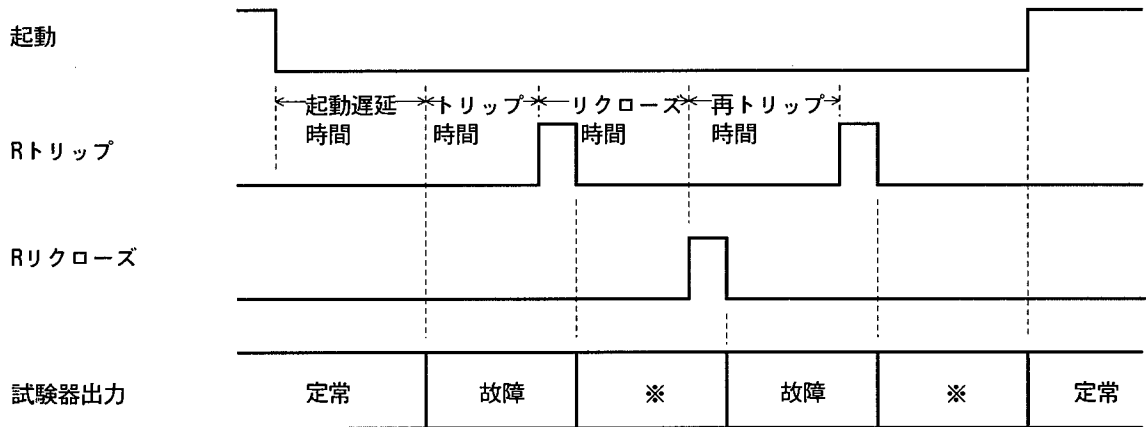 起動
起動遅延時間
トリップ時間
リクローズ時間
再トリップ時間
Rトリップ
Rリクローズ
試験器出力
定常
故障
※
故障
※
定常